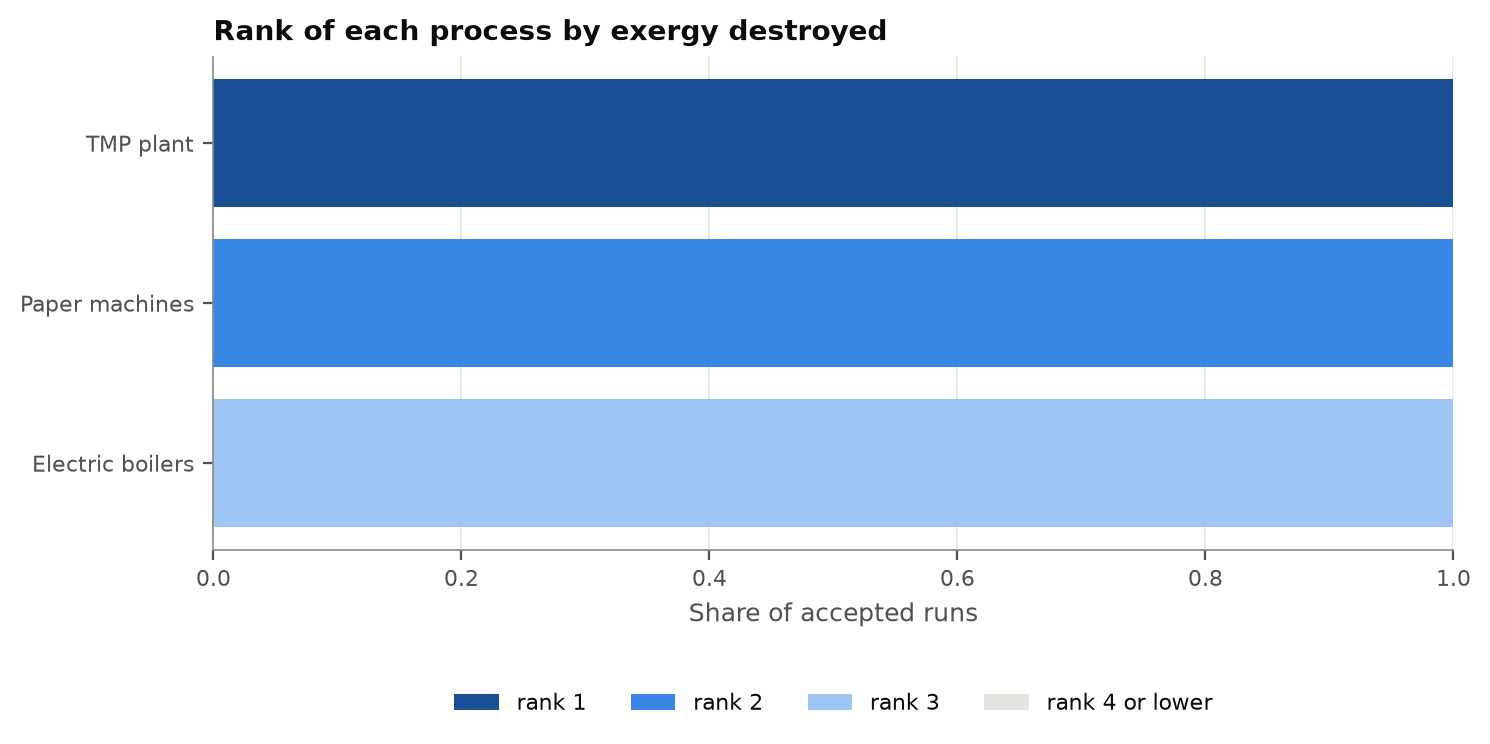 Rank of each process by exergy destroyed
TMP plant
Paper machines
Electric boilers
0.0 0.2 0.4 0.6 0.8 1.0
Share of accepted runs
rank 1 rank 2 rank 3 rank 4 or lower